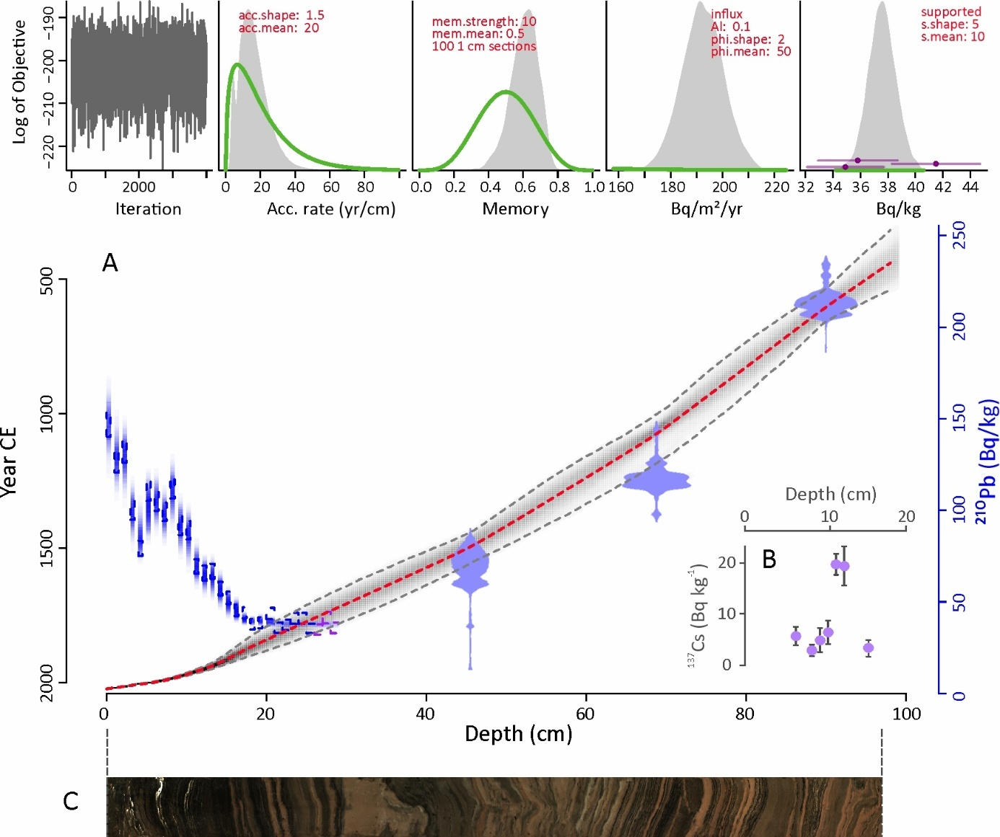 Log of Objective
-190
-200
-210
-220
0 2000
Iteration
acc.shape: 1.5
acc.mean: 20
0 20 40 60 80
Acc. rate (yr/cm)
mem.strength: 10
mem.mean: 0.5
100 1 cm sections
0.0 0.2 0.4 0.6 0.8 1.0
Memory
influx
Al: 0.1
phi.shape: 2
phi.mean: 50
160 180 200 220
Bq/m²/yr
supported
s.shape: 5
s.mean: 10
32 34 36 38 40 42 44
Bq/kg
A
Year CE
500
1000
1500
2000
0 20 40 60 80 100
Depth (cm)
250
200
150
100
50
0
²¹⁰Pb (Bq/kg)
Depth (cm)
0 10 20
B
¹³⁷Cs (Bq kg⁻¹)
20
10
0
C